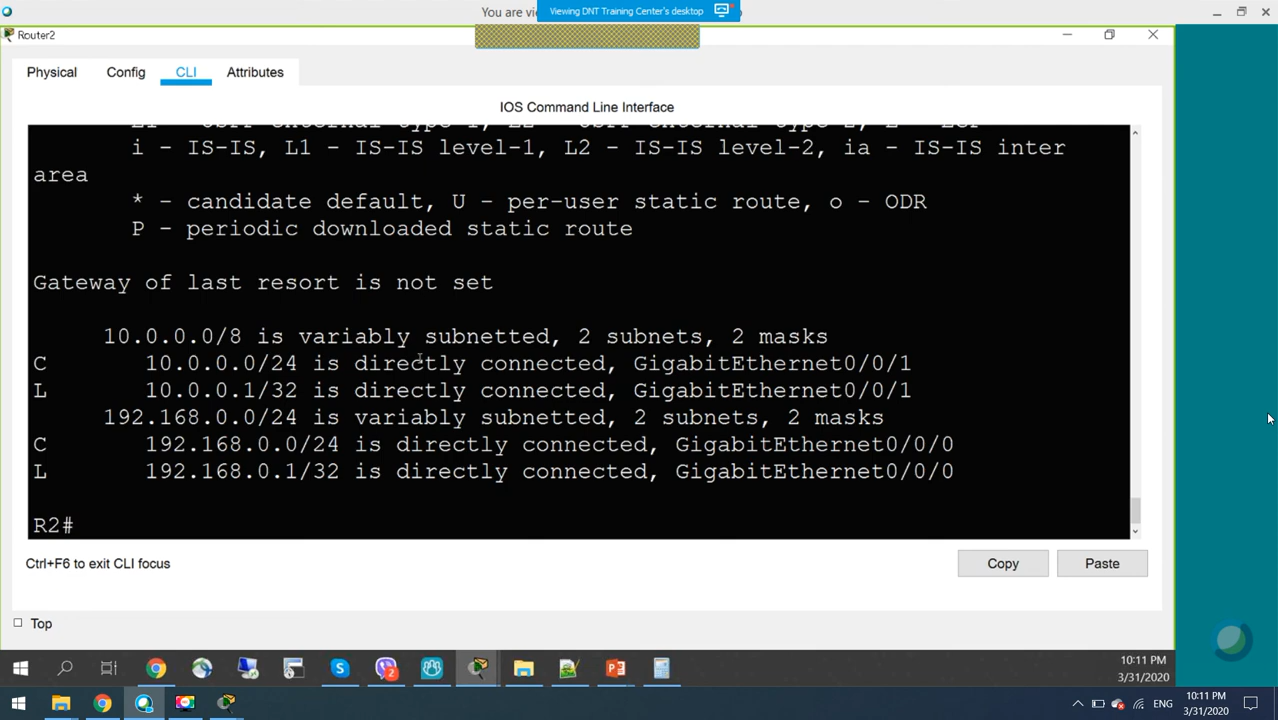 You are vie
Viewing DNT Training Center's desktop
Router2
Physical
Config
CLI
Attributes
IOS Command Line Interface
i - IS-IS, L1 - IS-IS level-1, L2 - IS-IS level-2, ia - IS-IS inter
area
* - candidate default, U - per-user static route, o - ODR
P - periodic downloaded static route
Gateway of last resort is not set
10.0.0.0/8 is variably subnetted, 2 subnets, 2 masks
C 10.0.0.0/24 is directly connected, GigabitEthernet0/0/1
L 10.0.0.1/32 is directly connected, GigabitEthernet0/0/1
192.168.0.0/24 is variably subnetted, 2 subnets, 2 masks
C 192.168.0.0/24 is directly connected, GigabitEthernet0/0/0
L 192.168.0.1/32 is directly connected, GigabitEthernet0/0/0
R2#
Ctrl+F6 to exit CLI focus
Copy
Paste
Top
2
10:11 PM
3/31/2020
ENG
10:11 PM
3/31/2020